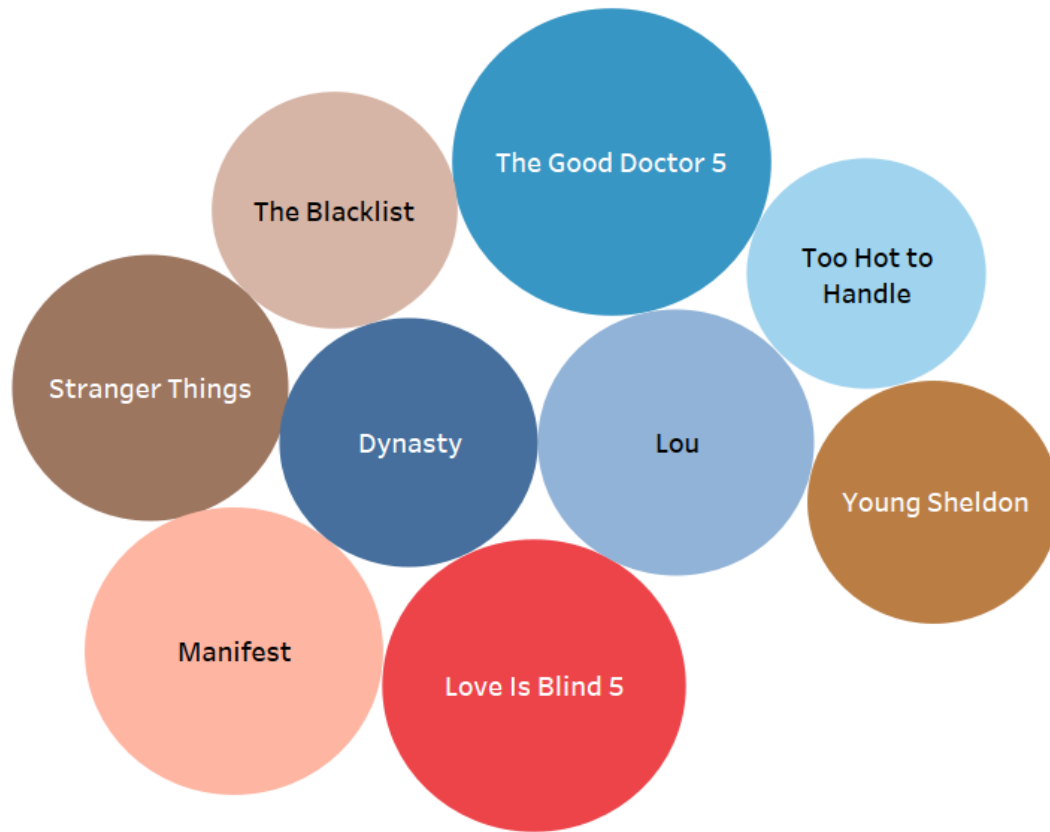 The Good Doctor 5
The Blacklist
Too Hot to
Handle
Stranger Things
Dynasty
Lou
Young Sheldon
Manifest
Love Is Blind 5